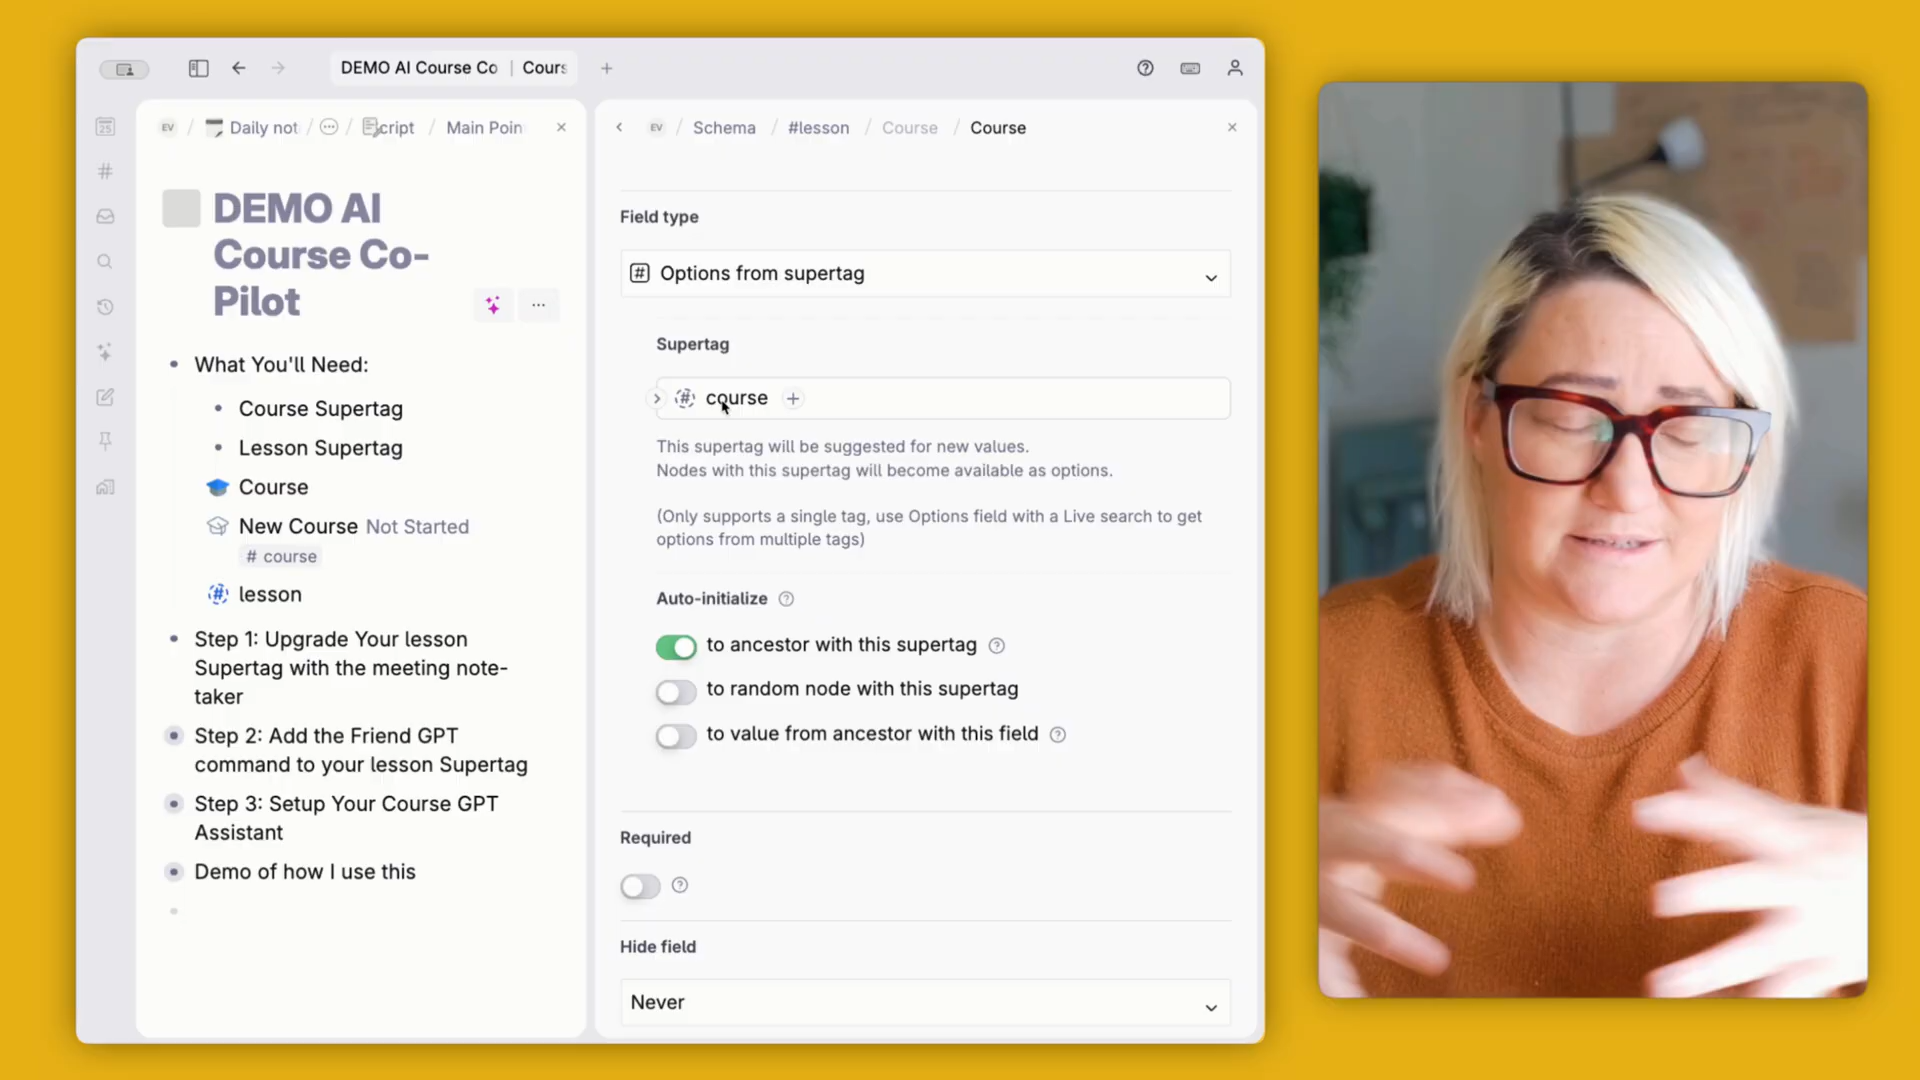 DEMO AI Course Co | Cours
EV / Daily not / / cript / Main Poin
EV / Schema / #lesson / Course / Course
25
DEMO AI
Course Co-
Pilot
What You'll Need:
Course Supertag
Lesson Supertag
Course
New Course Not Started
# course
lesson
Step 1: Upgrade Your lesson
Supertag with the meeting note-
taker
Step 2: Add the Friend GPT
command to your lesson Supertag
Step 3: Setup Your Course GPT
Assistant
Demo of how I use this
Field type
Options from supertag
Supertag
course
This supertag will be suggested for new values.
Nodes with this supertag will become available as options.
(Only supports a single tag, use Options field with a Live search to get
options from multiple tags)
Auto-initialize
to ancestor with this supertag
to random node with this supertag
to value from ancestor with this field
Required
Hide field
Never